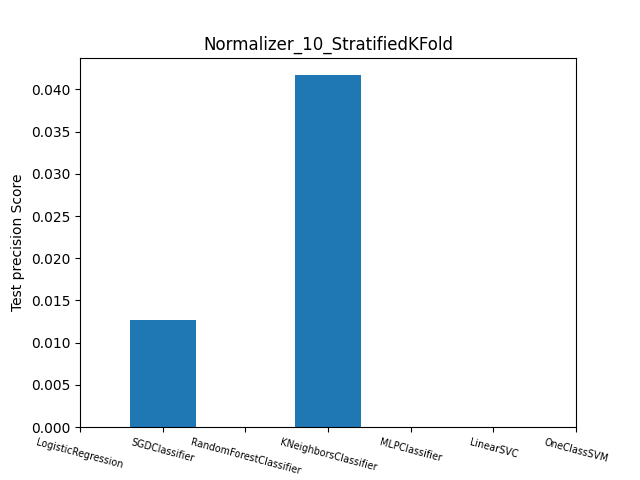 Normalizer_10_StratifiedKFold
Test precision Score
0.040
0.035
0.030
0.025
0.020
0.015
0.010
0.005
0.000
LogisticRegression
SGDClassifier
RandomForestClassifier
KNeighborsClassifier
MLPClassifier
LinearSVC
OneClassSVM